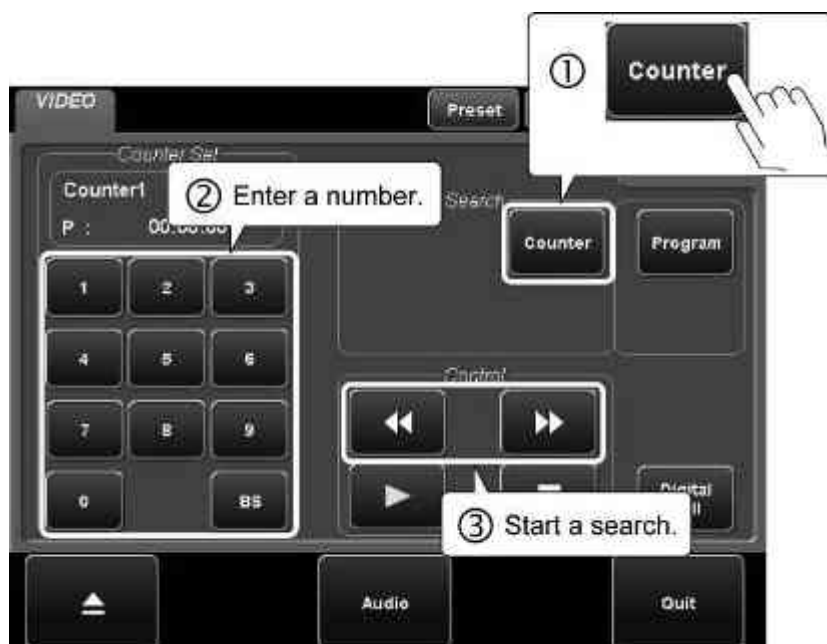 ① Counter
VIDEO
Preset
Counter Set
Counter1
② Enter a number.
P :
Search
Counter
Program
1 2 3
4 5 6
7 8 9
0 BS
Control
③ Start a search.
Digital
Audio
Quit